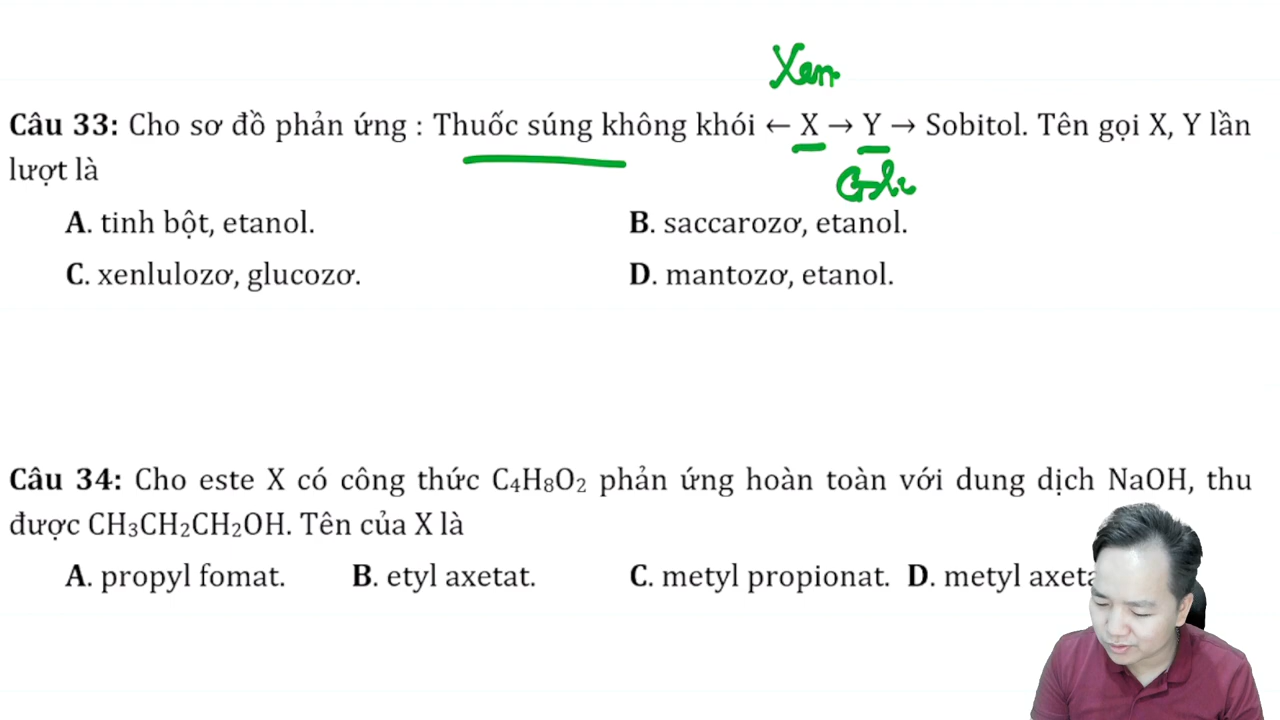 Xen
Câu 33: Cho sơ đồ phản ứng : Thuốc súng không khói ← X → Y → Sobitol. Tên gọi X, Y lần
lượt là
A. tinh bột, etanol. B. saccarozơ, etanol.
C. xenlulozơ, glucozơ. D. mantozơ, etanol.
Câu 34: Cho este X có công thức C₄H₈O₂ phản ứng hoàn toàn với dung dịch NaOH, thu
được CH₃CH₂CH₂OH. Tên của X là
A. propyl fomat. B. etyl axetat. C. metyl propionat. D. metyl